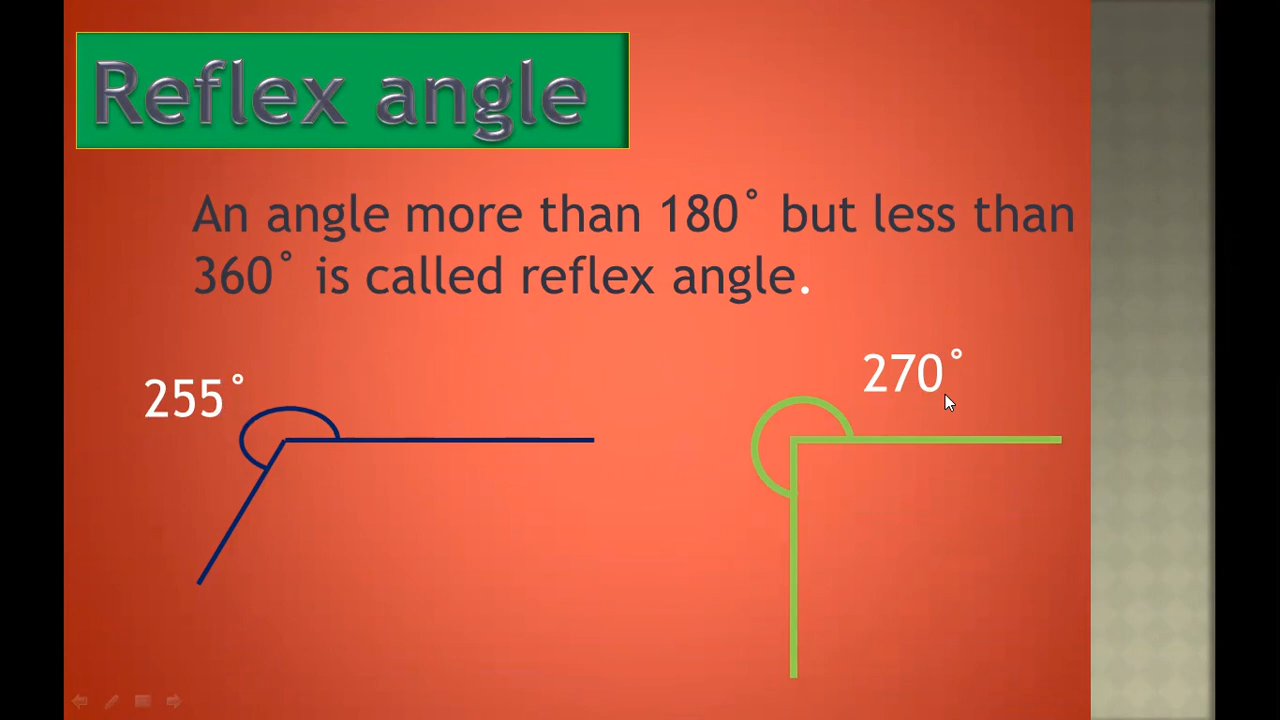 Reflex angle
An angle more than 180˚ but less than
360˚ is called reflex angle.
255˚
270˚